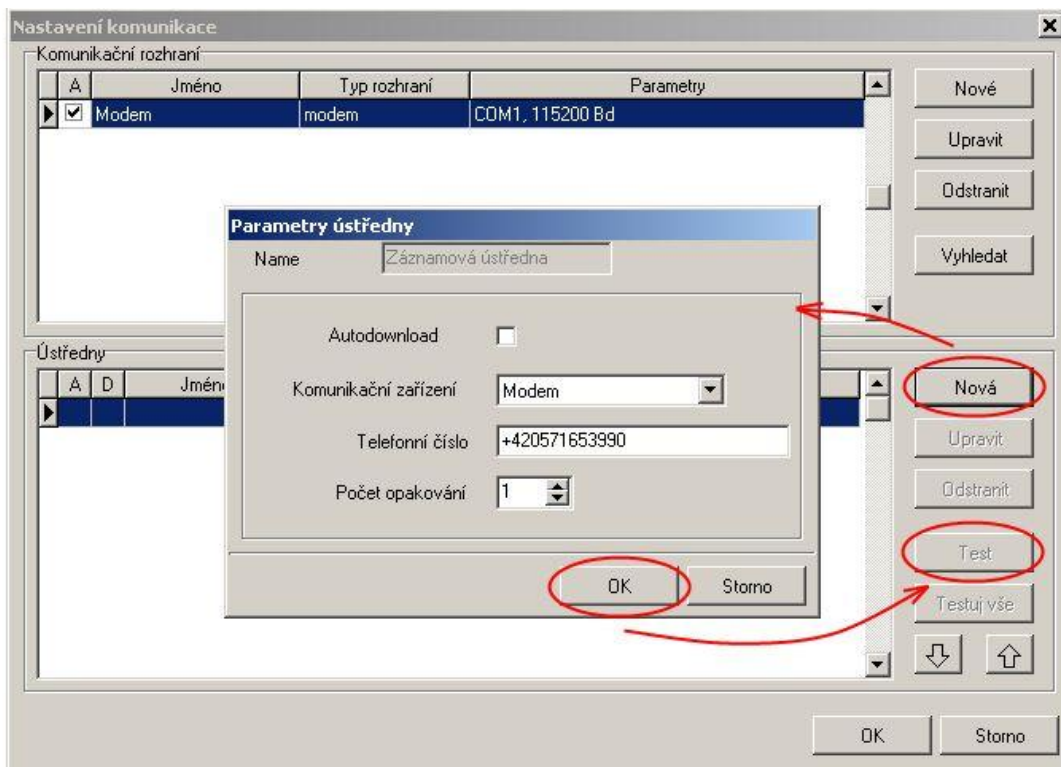 Nastavení komunikace
Komunikační rozhraní
A Jméno Typ rozhraní Parametry
Modem modem COM1, 115200 Bd
Nové
Upravit
Odstranit
Vyhledat
Parametry ústředny
Name Záznamová ústředna
Autodownload
Komunikační zařízení Modem
Telefonní číslo +420571653990
Počet opakování 1
OK Storno
Ústředny
A D
Nová
Upravit
Odstranit
Test
Testuj vše
OK Storno